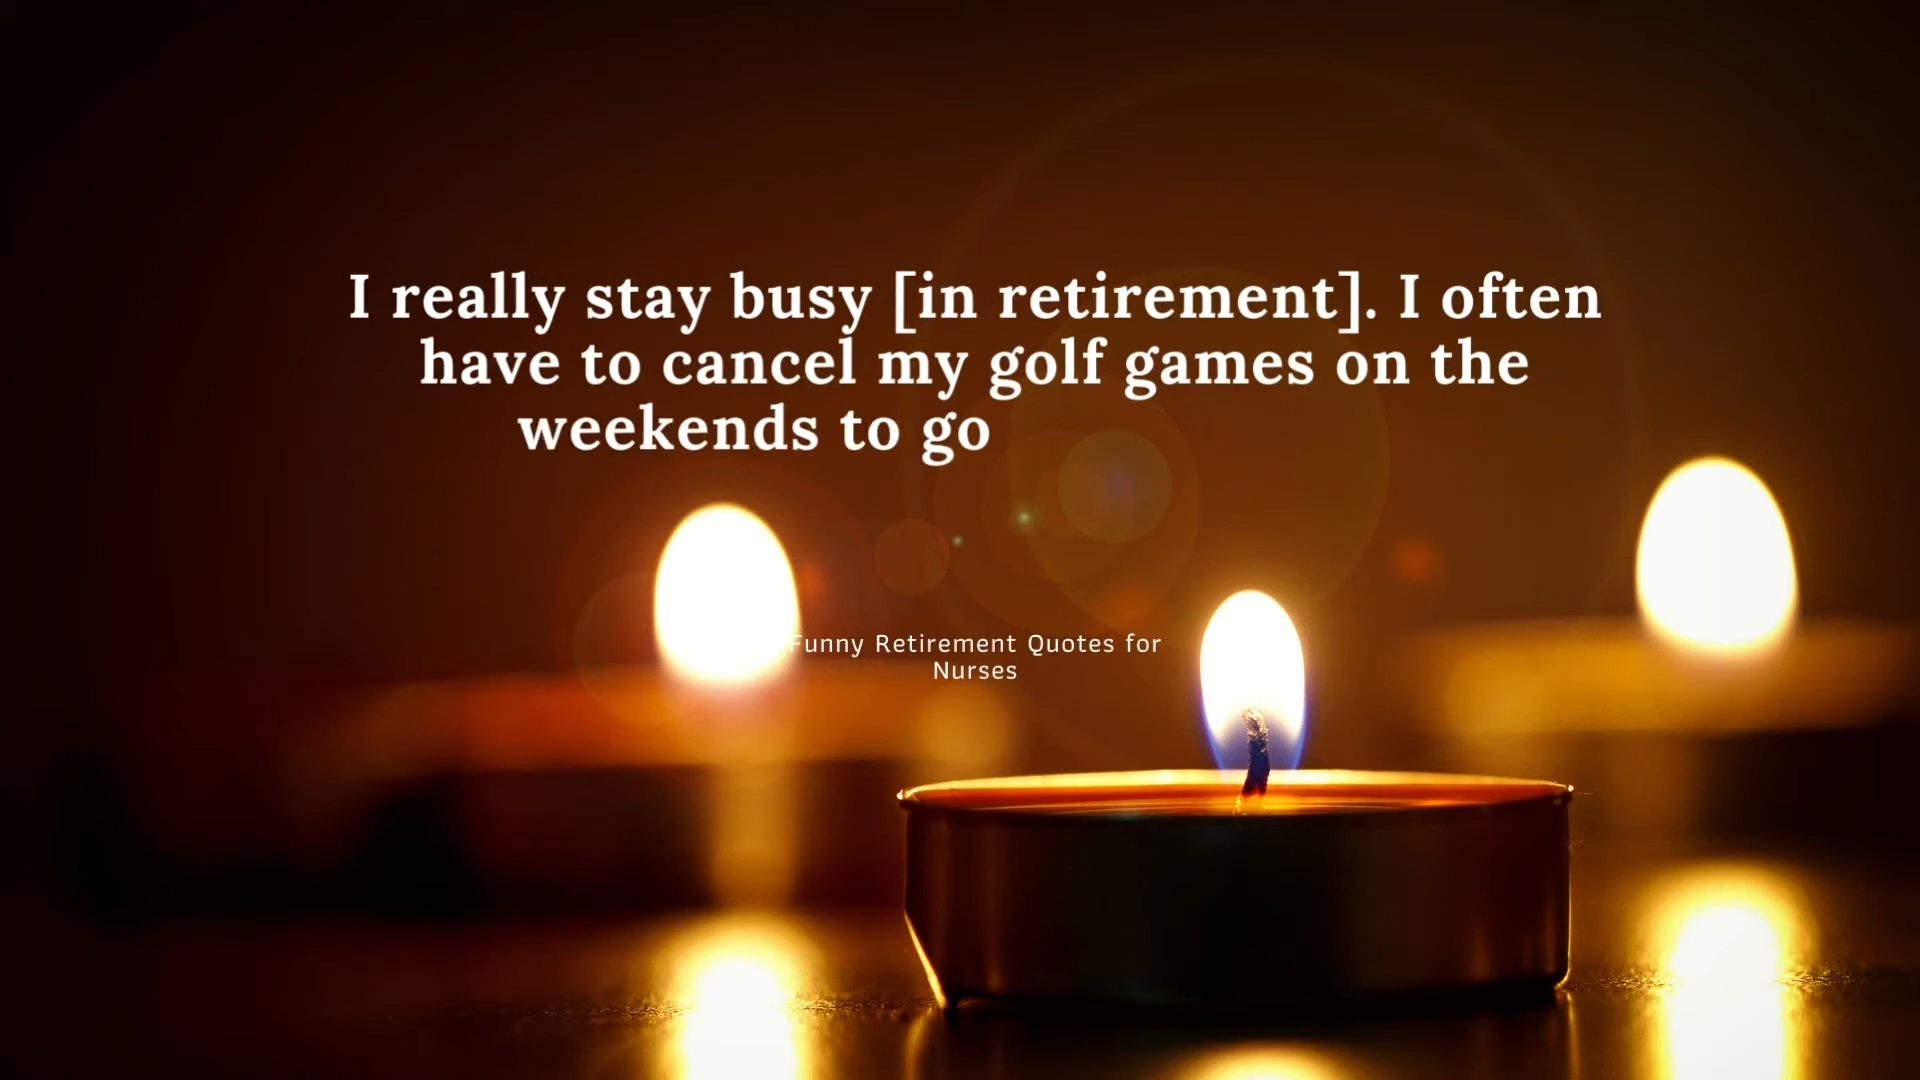 I really stay busy [in retirement]. I often
have to cancel my golf games on the
weekends to go
Funny Retirement Quotes for
Nurses